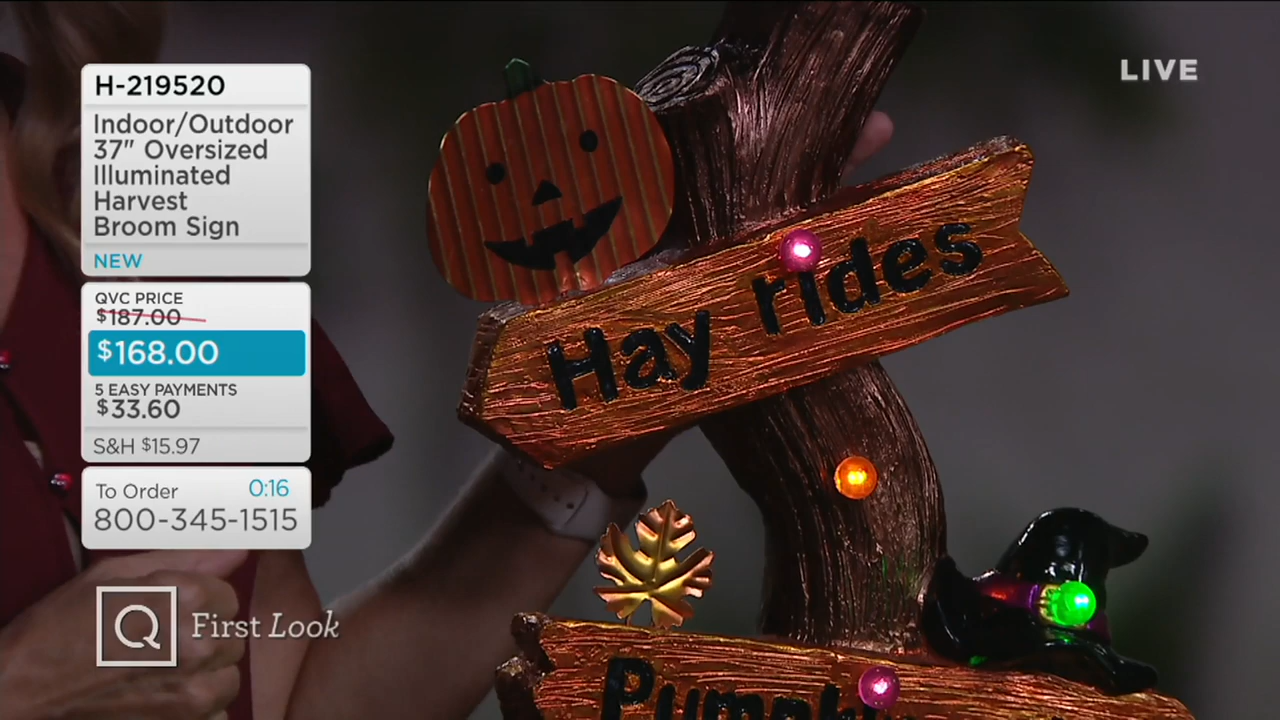 H-219520
Indoor/Outdoor
37" Oversized
Illuminated
Harvest
Broom Sign
NEW
QVC PRICE
$187.00
$168.00
5 EASY PAYMENTS
$33.60
S&H $15.97
To Order 0:16
800-345-1515
Q First Look
LIVE
Hay rides